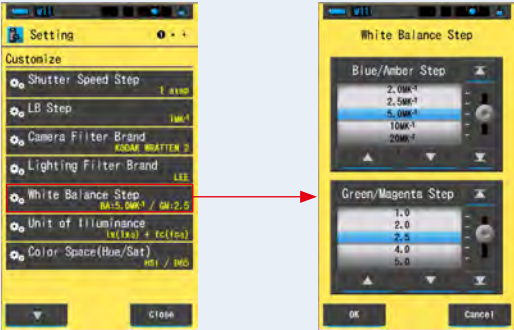 Setting
Customize
Shutter Speed Step
1 step
LB Step
1MK-¹
Camera Filter Brand
KODAK WRATTEN 2
Lighting Filter Brand
LEE
White Balance Step
BA:5.0MK-¹ / GM:2.5
Unit of Illuminance
lx(lxs) + fc(fcs)
Color Space(Hue/Sat)
HSI / D65
Close
White Balance Step
Blue/Amber Step
2.0MK-¹
2.5MK-¹
5.0MK-¹
10MK-¹
20MK-¹
Green/Magenta Step
1.0
2.0
2.5
4.0
5.0
OK
Cancel